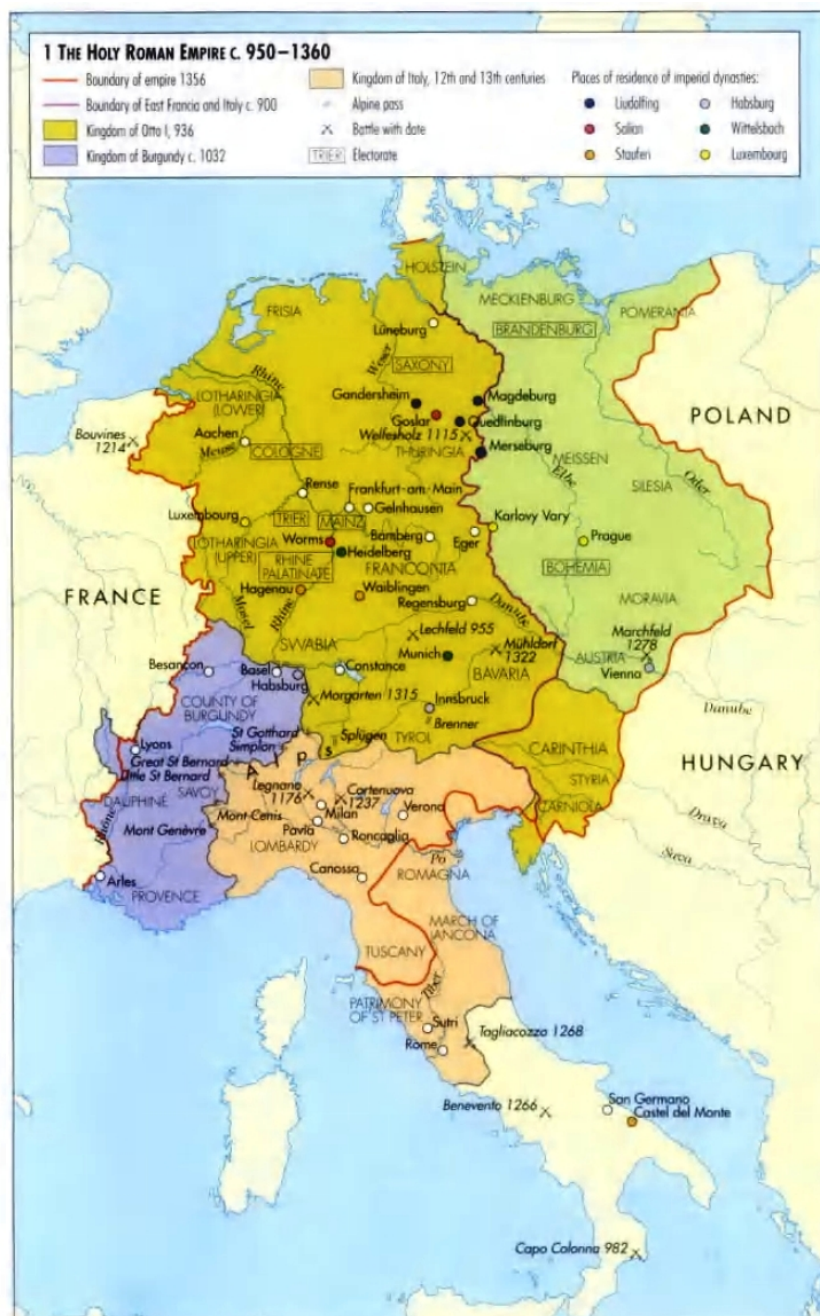 1 THE HOLY ROMAN EMPIRE C. 950–1360
Boundary of empire 1356
Boundary of East Francia and Italy c. 900
Kingdom of Otto I, 936
Kingdom of Burgundy c. 1032
Kingdom of Italy, 12th and 13th centuries
Alpine pass
Battle with date
TRIER Electorate
Places of residence of imperial dynasties:
Liudolfing
Salian
Staufen
Habsburg
Wittelsbach
Luxembourg
HOLSTEIN
MECKLENBURG
POMERANIA
FRISIA
Lüneburg
BRANDENBURG
Weser
SAXONY
Rhine
LOTHARINGIA
(LOWER)
Gandersheim
Magdeburg
Goslar
Quedlinburg
POLAND
Bouvines
1214
Aachen
Meuse
COLOGNE
Welfesholz 1115
THURINGIA
Merseburg
MEISSEN
Elbe
SILESIA
Oder
Rense
Frankfurt-am-Main
Gelnhausen
Luxembourg
TRIER
MAINZ
Karlovy Vary
LOTHARINGIA
(UPPER)
Worms
Bamberg
Eger
Prague
RHINE
PALATINATE
Heidelberg
FRANCONIA
BOHEMIA
FRANCE
Hagenau
Waiblingen
MORAVIA
Mosel
Rhine
Regensburg
Danube
SWABIA
Lechfeld 955
Mühldorf
1322
Marchfeld
1278
Munich
BAVARIA
AUSTRIA
Vienna
Besançon
Basel
Habsburg
Constance
COUNTY OF
BURGUNDY
Morgarten 1315
Innsbruck
Brenner
Danube
St Gotthard
Simplon
Splügen
TYROL
CARINTHIA
HUNGARY
Lyons
Great St Bernard
Little St Bernard
Alps
STYRIA
SAVOY
Legnano
1176
Cortenuova
1237
CARNIOLA
DAUPHINÉ
Mont Cenis
Milan
Verona
Drava
Rhône
Mont Genèvre
Pavia
Roncaglia
Sava
LOMBARDY
Po
Canossa
ROMAGNA
Arles
PROVENCE
MARCH OF
ANCONA
TUSCANY
Tiber
PATRIMONY
OF ST PETER
Sutri
Rome
Tagliacozzo 1268
Benevento 1266
San Germano
Castel del Monte
Capo Colonna 982